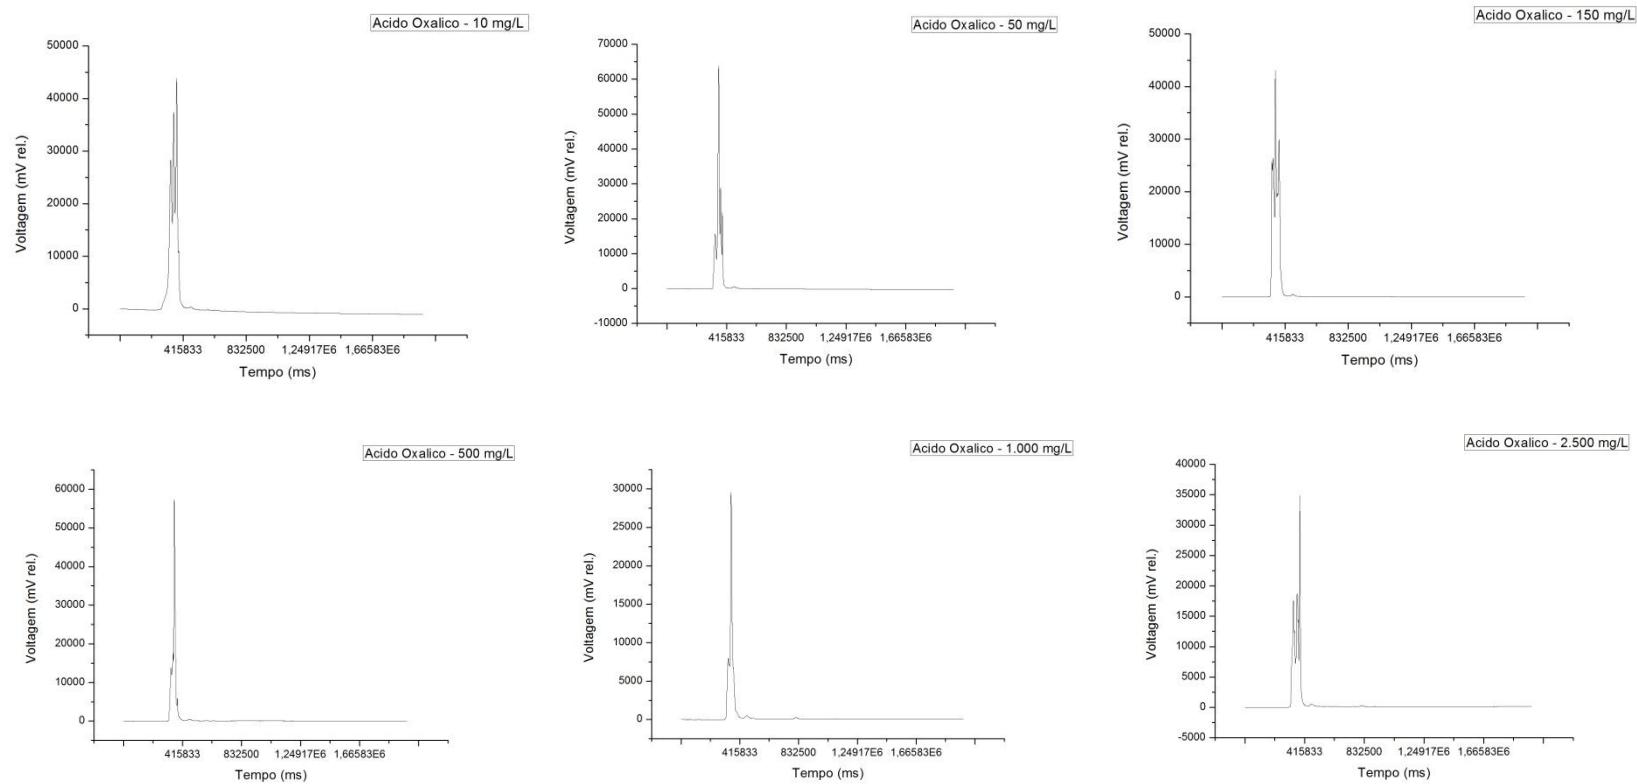 Acido Oxalico - 10 mg/L
50000
40000
30000
20000
10000
0
Voltagem (mV rel.)
415833 832500 1,24917E6 1,66583E6
Tempo (ms)
Acido Oxalico - 50 mg/L
70000
60000
50000
40000
30000
20000
10000
0
-10000
Voltagem (mV rel.)
415833 832500 1,24917E6 1,66583E6
Tempo (ms)
Acido Oxalico - 150 mg/L
50000
40000
30000
20000
10000
0
Voltagem (mV rel.)
415833 832500 1,24917E6 1,66583E6
Tempo (ms)
Acido Oxalico - 500 mg/L
60000
50000
40000
30000
20000
10000
0
Voltagem (mV rel.)
415833 832500 1,24917E6 1,66583E6
Tempo (ms)
Acido Oxalico - 1.000 mg/L
30000
25000
20000
15000
10000
5000
0
Voltagem (mV rel.)
415833 832500 1,24917E6 1,66583E6
Tempo (ms)
Acido Oxalico - 2.500 mg/L
40000
35000
30000
25000
20000
15000
10000
5000
0
-5000
Voltagem (mV rel.)
415833 832500 1,24917E6 1,66583E6
Tempo (ms)